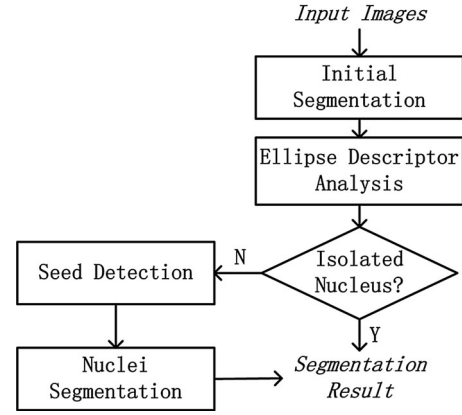 Input Images
Initial
Segmentation
Ellipse Descriptor
Analysis
Isolated
Nucleus?
N
Seed Detection
Y
Nuclei
Segmentation
Segmentation
Result